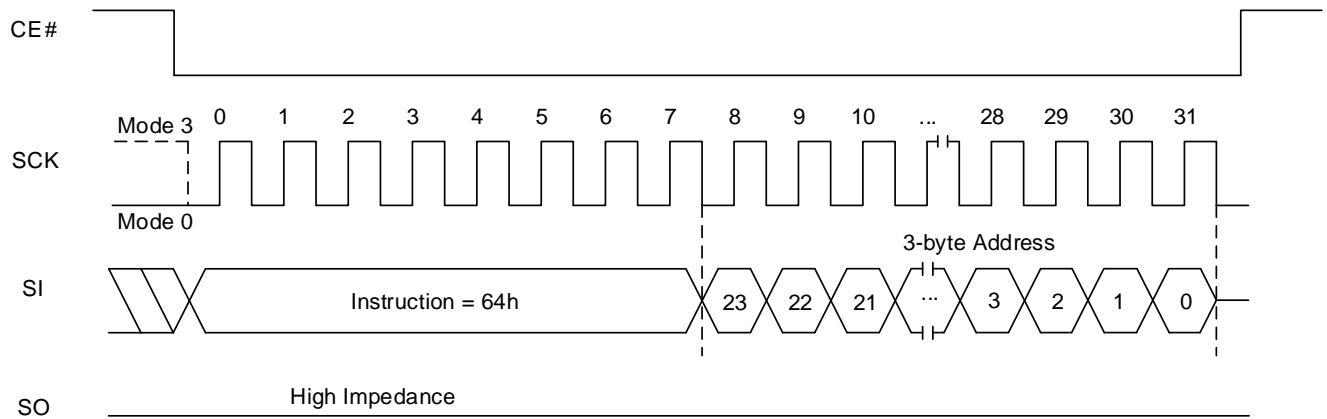 CE#
Mode 3 0 1 2 3 4 5 6 7 8 9 10 ... 28 29 30 31
SCK
Mode 0
3-byte Address
SI Instruction = 64h 23 22 21 ... 3 2 1 0
High Impedance
SO